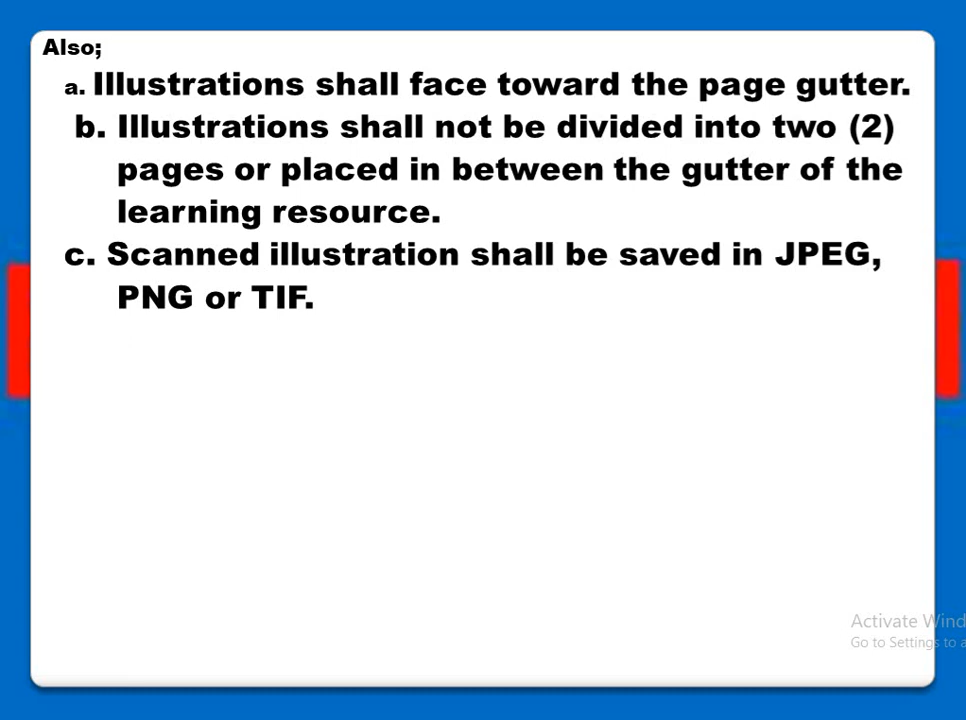 Also;
a. Illustrations shall face toward the page gutter.
b. Illustrations shall not be divided into two (2)
pages or placed in between the gutter of the
learning resource.
c. Scanned illustration shall be saved in JPEG,
PNG or TIF.
Activate Wind
Go to Settings to a